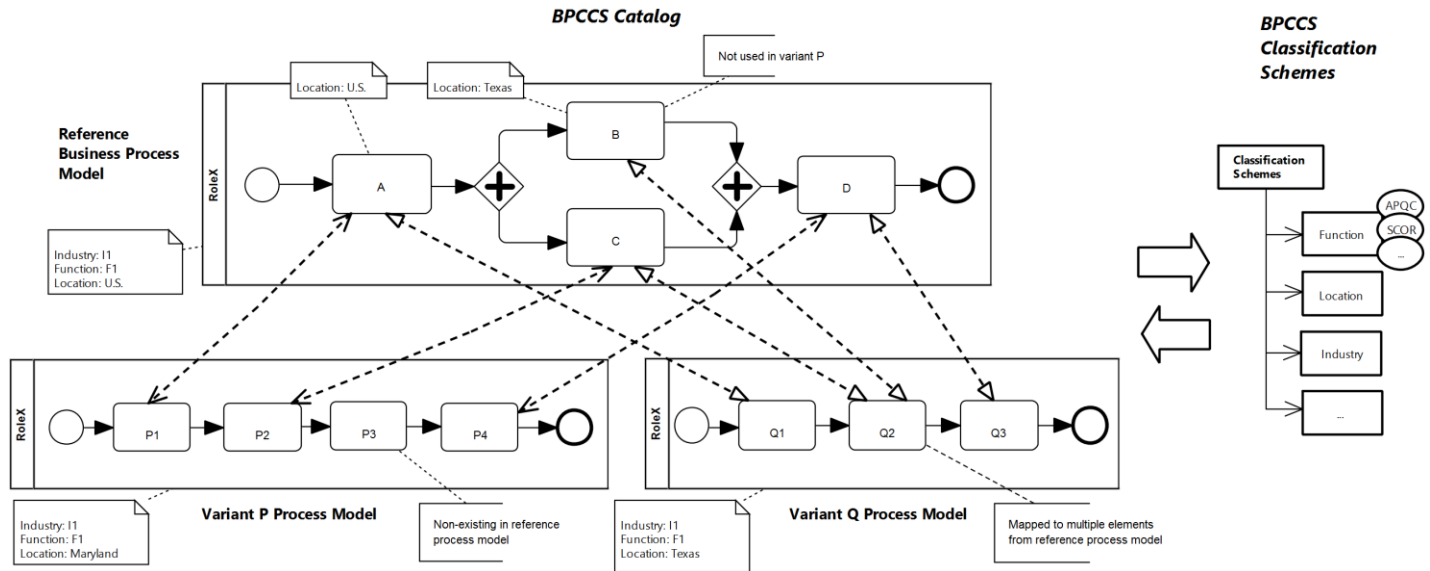 BPCCS Catalog
BPCCS
Classification
Schemes
Not used in variant P
Location: U.S.
Location: Texas
Reference
Business Process
Model
RoleX
A
B
C
D
Industry: I1
Function: F1
Location: U.S.
Classification
Schemes
Function
APQC
SCOR
...
Location
Industry
...
RoleX
P1
P2
P3
P4
RoleX
Q1
Q2
Q3
Variant P Process Model
Industry: I1
Function: F1
Location: Maryland
Non-existing in reference
process model
Variant Q Process Model
Industry: I1
Function: F1
Location: Texas
Mapped to multiple elements
from reference process model